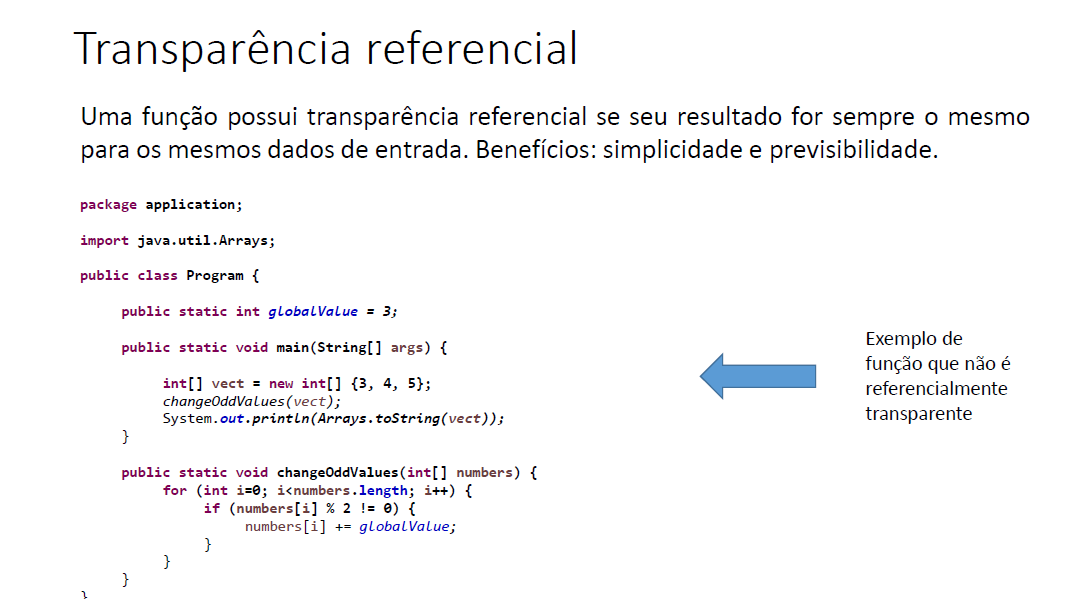 Transparência referencial
Uma função possui transparência referencial se seu resultado for sempre o mesmo
para os mesmos dados de entrada. Benefícios: simplicidade e previsibilidade.
package application;
import java.util.Arrays;
public class Program {
public static int globalValue = 3;
public static void main(String[] args) {
int[] vect = new int[] {3, 4, 5};
changeOddValues(vect);
System.out.println(Arrays.toString(vect));
}
public static void changeOddValues(int[] numbers) {
for (int i=0; i<numbers.length; i++) {
if (numbers[i] % 2 != 0) {
numbers[i] += globalValue;
}
}
}
}
Exemplo de
função que não é
referencialmente
transparente